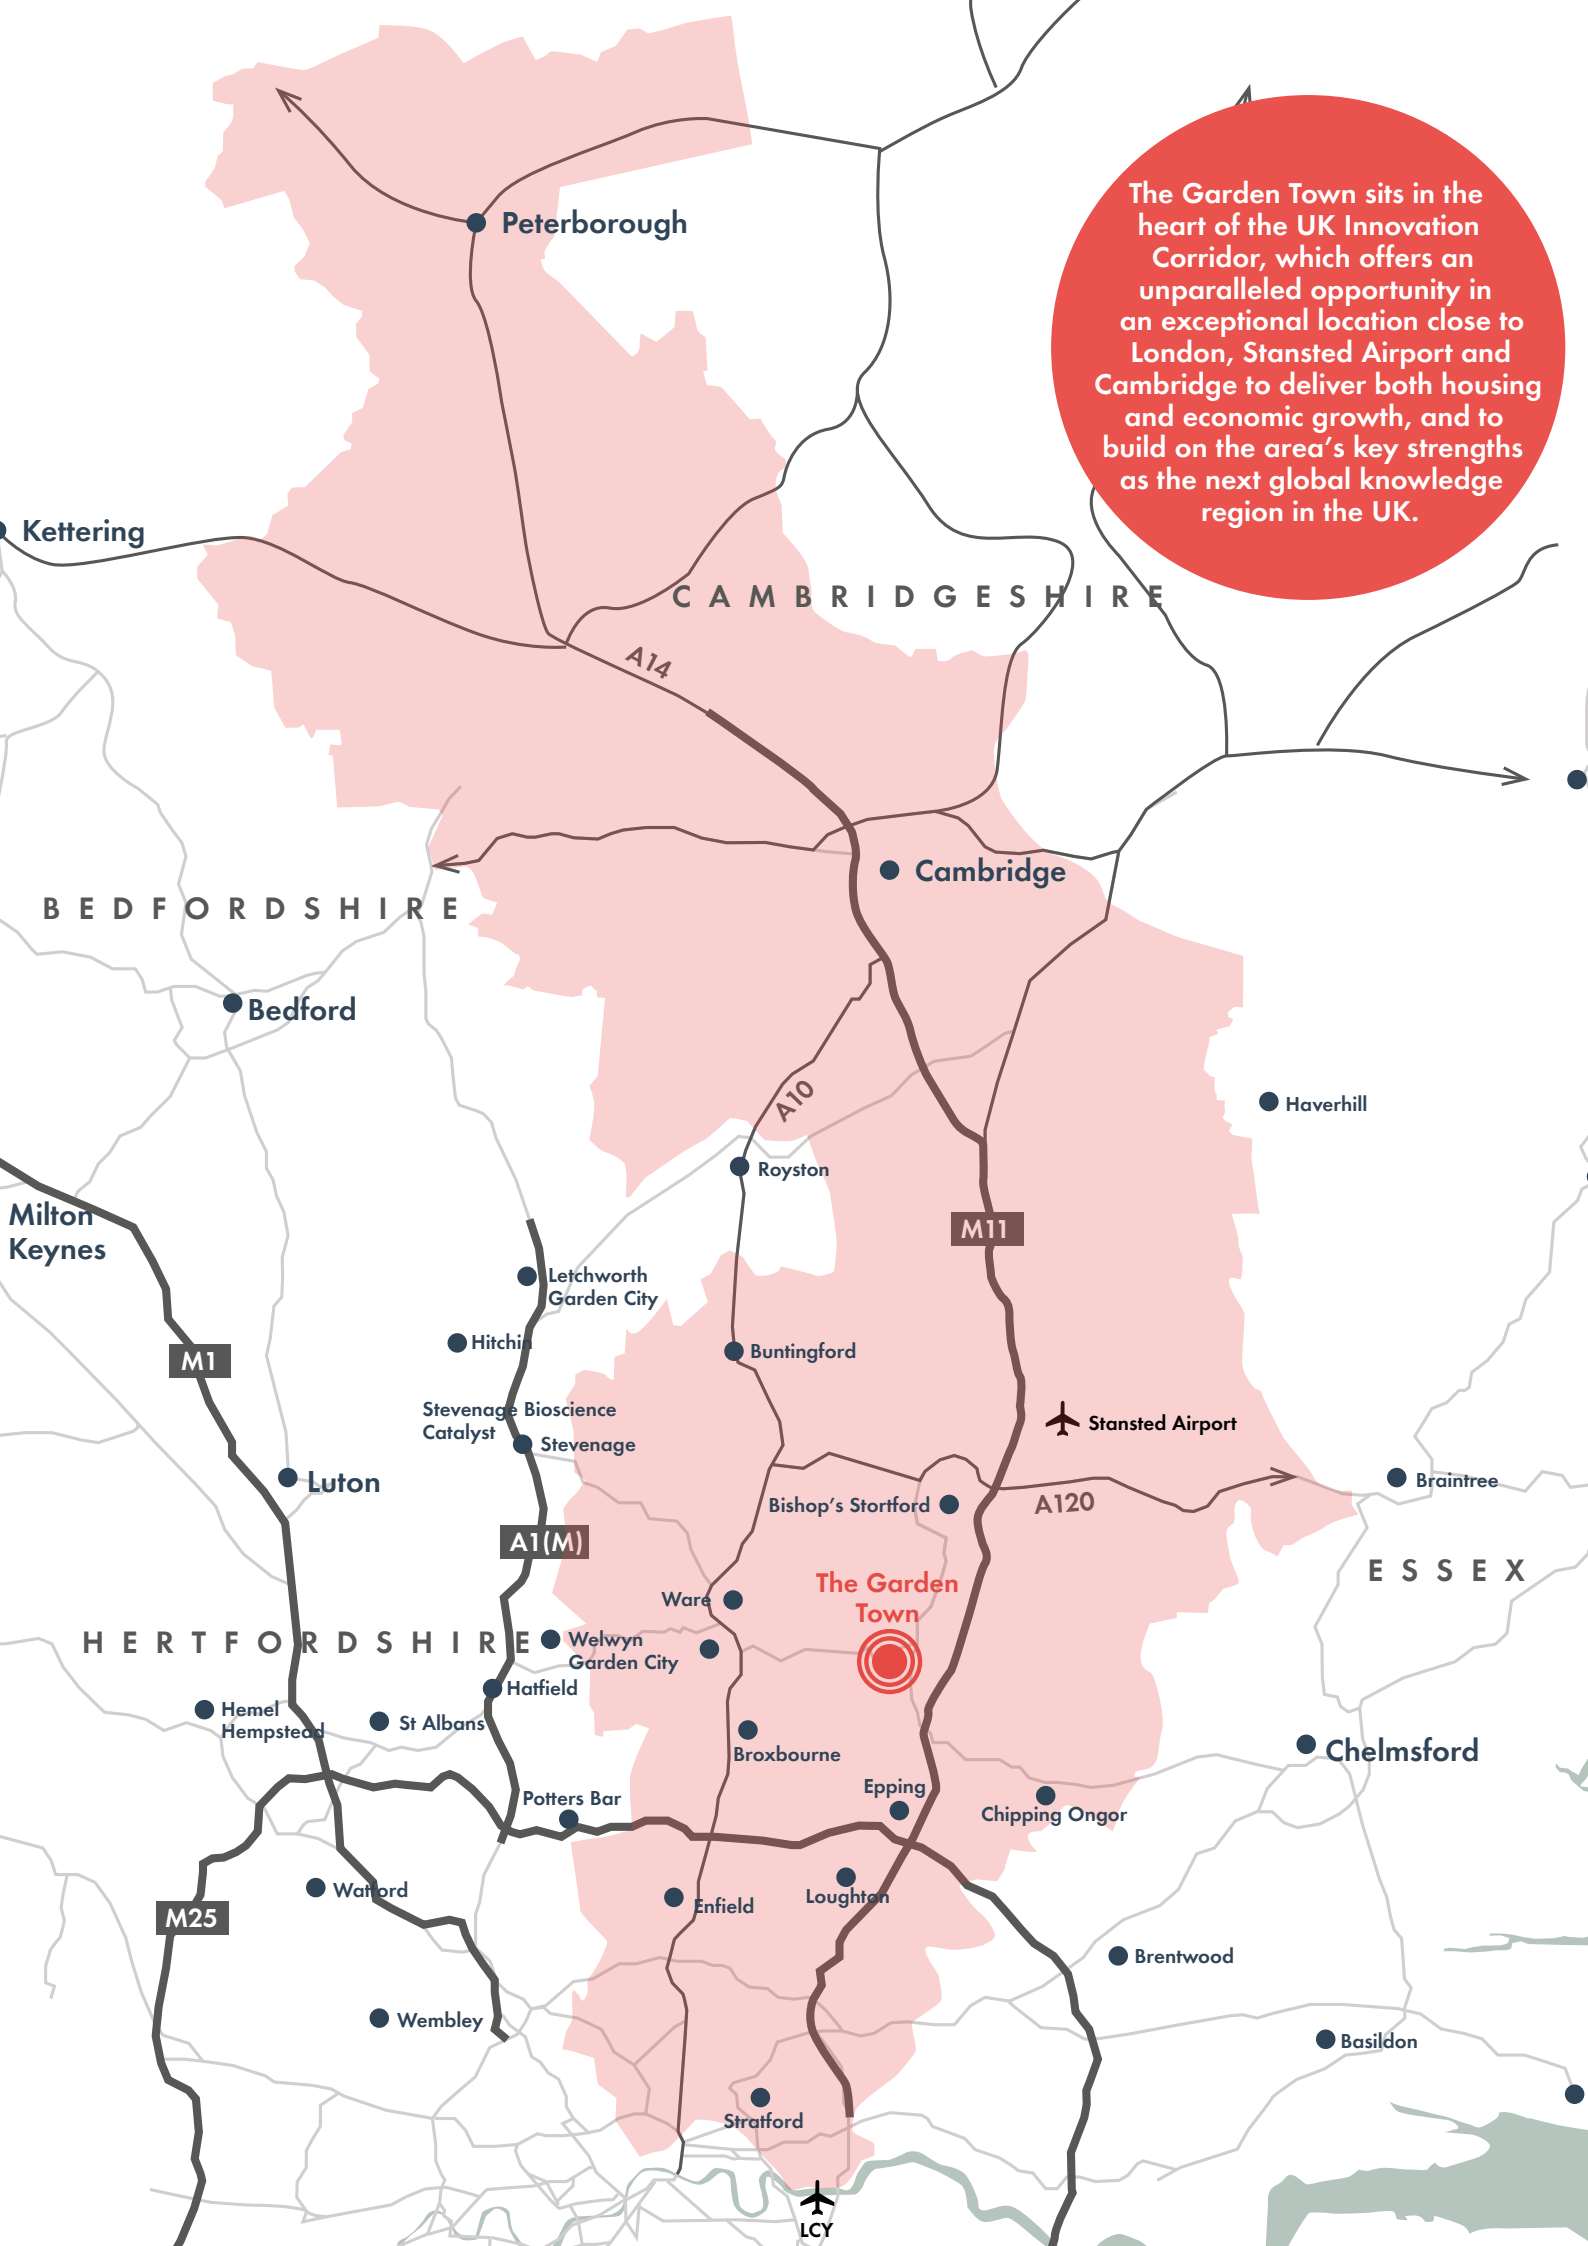 The Garden Town sits in the
heart of the UK Innovation
Corridor, which offers an
unparalleled opportunity in
an exceptional location close to
London, Stansted Airport and
Cambridge to deliver both housing
and economic growth, and to
build on the area's key strengths
as the next global knowledge
region in the UK.
Peterborough
Kettering
CAMBRIDGESHIRE
A14
Cambridge
BEDFORDSHIRE
Bedford
A10
Haverhill
Royston
Milton
Keynes
M11
Letchworth
Garden City
Hitchin
Buntingford
M1
Stevenage Bioscience
Catalyst
Stevenage
Stansted Airport
Luton
Braintree
Bishop's Stortford
A120
A1(M)
ESSEX
The Garden
Town
Ware
HERTFORDSHIRE
Welwyn
Garden City
Hatfield
Hemel
Hempstead
St Albans
Broxbourne
Chelmsford
Epping
Potters Bar
Chipping Ongor
Watford
Loughton
Enfield
M25
Brentwood
Wembley
Basildon
Stratford
LCY